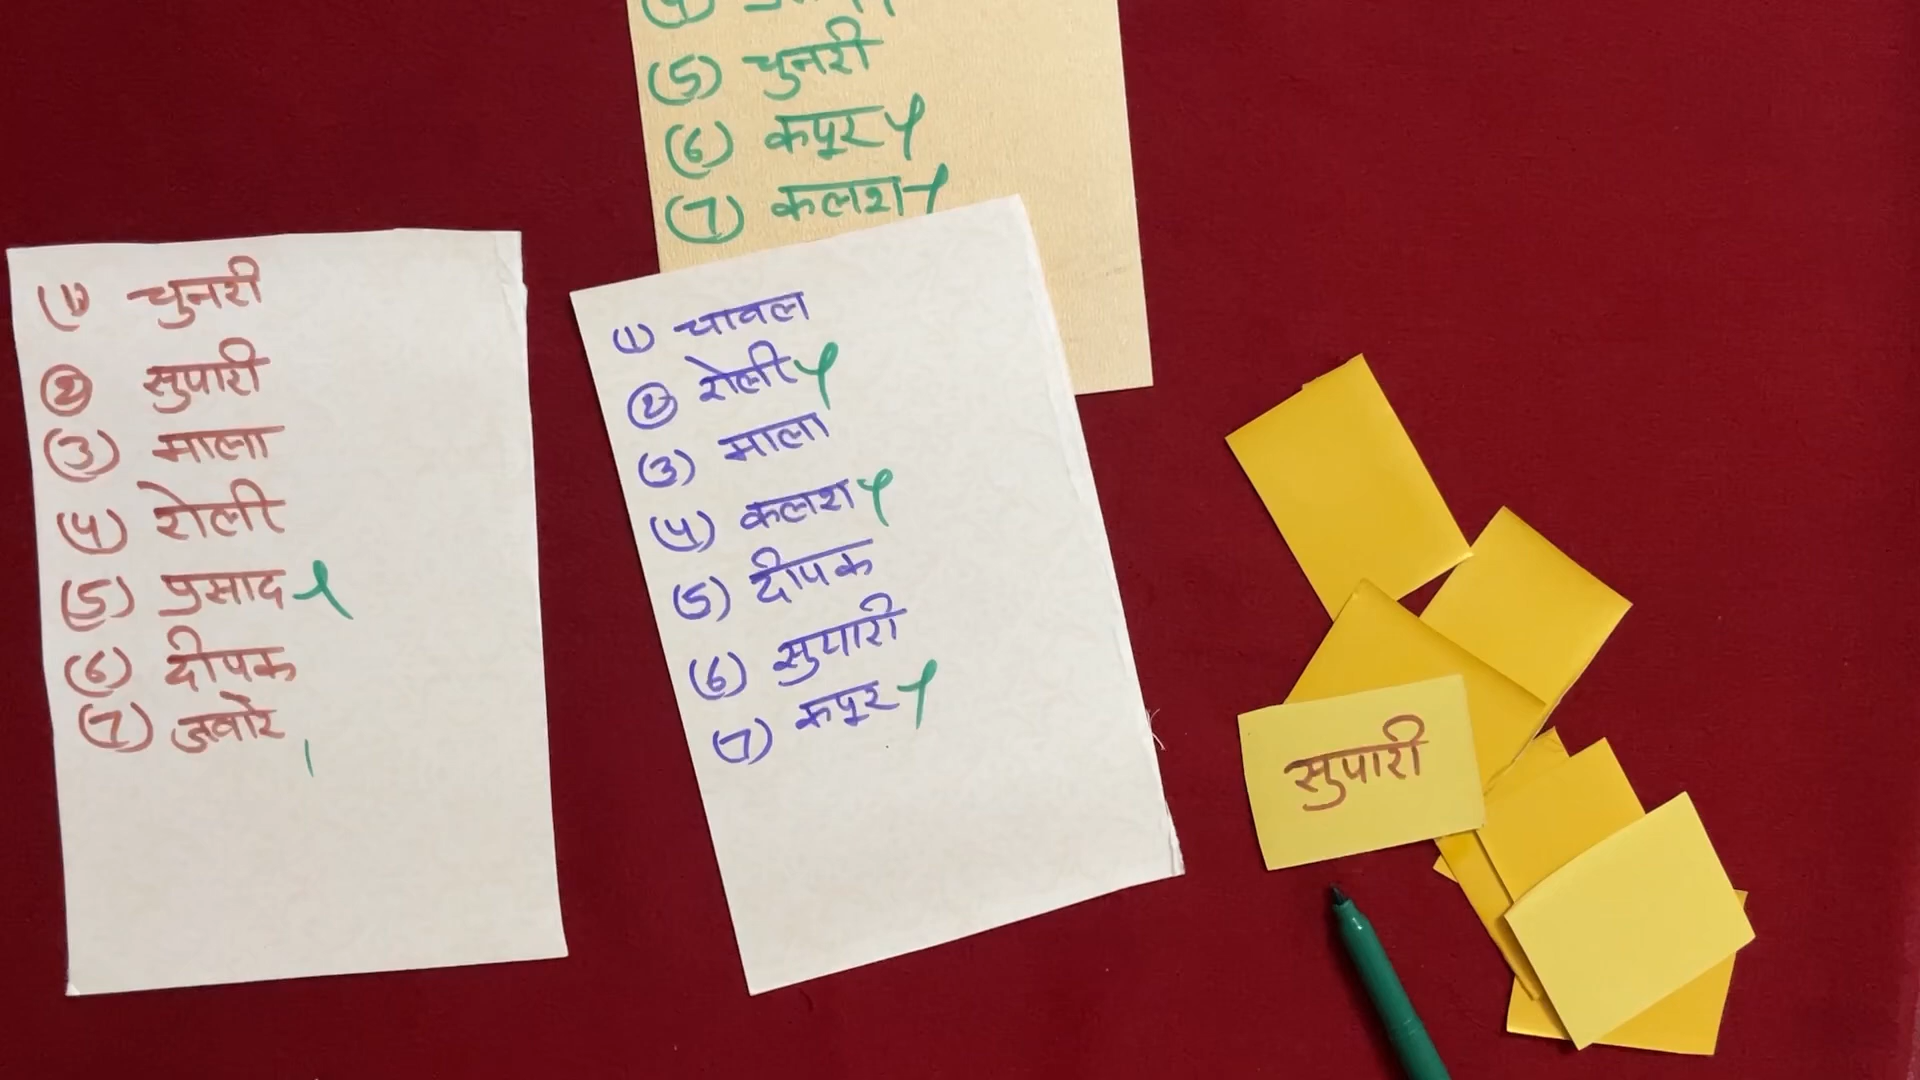 (5) चुनरी
(6) कपूर
(7) कलश
(1) चुनरी
(2) सुपारी
(3) माला
(4) रोली
(5) प्रसाद
(6) दीपक
(7) जवारे
(1) चावल
(2) रोली
(3) माला
(4) कलश
(5) दीपक
(6) सुपारी
(7) कपूर
सुपारी